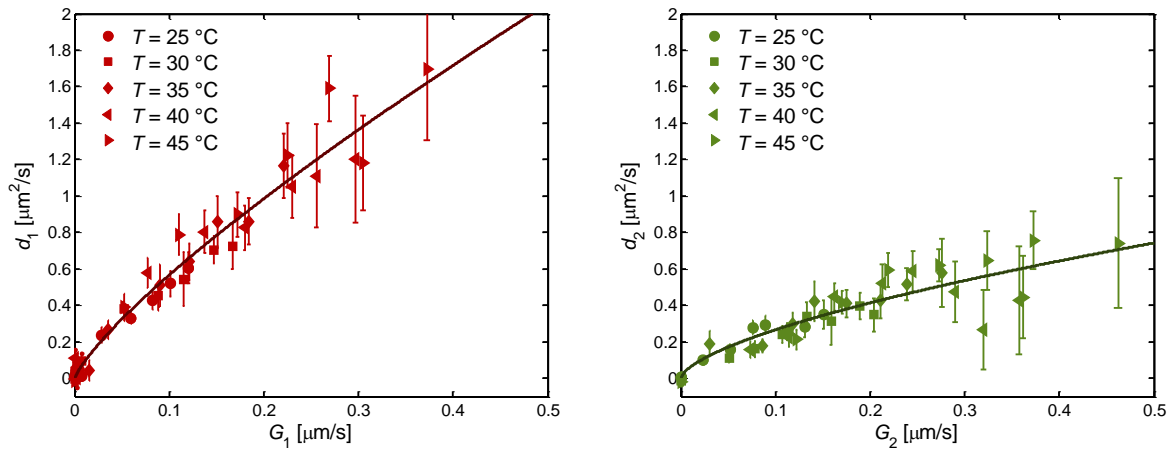 2
1.8
1.6
1.4
1.2
1
0.8
0.6
0.4
0.2
0
d₁ [μm²/s]
T = 25 °C
T = 30 °C
T = 35 °C
T = 40 °C
T = 45 °C
0 0.1 0.2 0.3 0.4 0.5
G₁ [μm/s]
2
1.8
1.6
1.4
1.2
1
0.8
0.6
0.4
0.2
0
d₂ [μm²/s]
T = 25 °C
T = 30 °C
T = 35 °C
T = 40 °C
T = 45 °C
0 0.1 0.2 0.3 0.4 0.5
G₂ [μm/s]